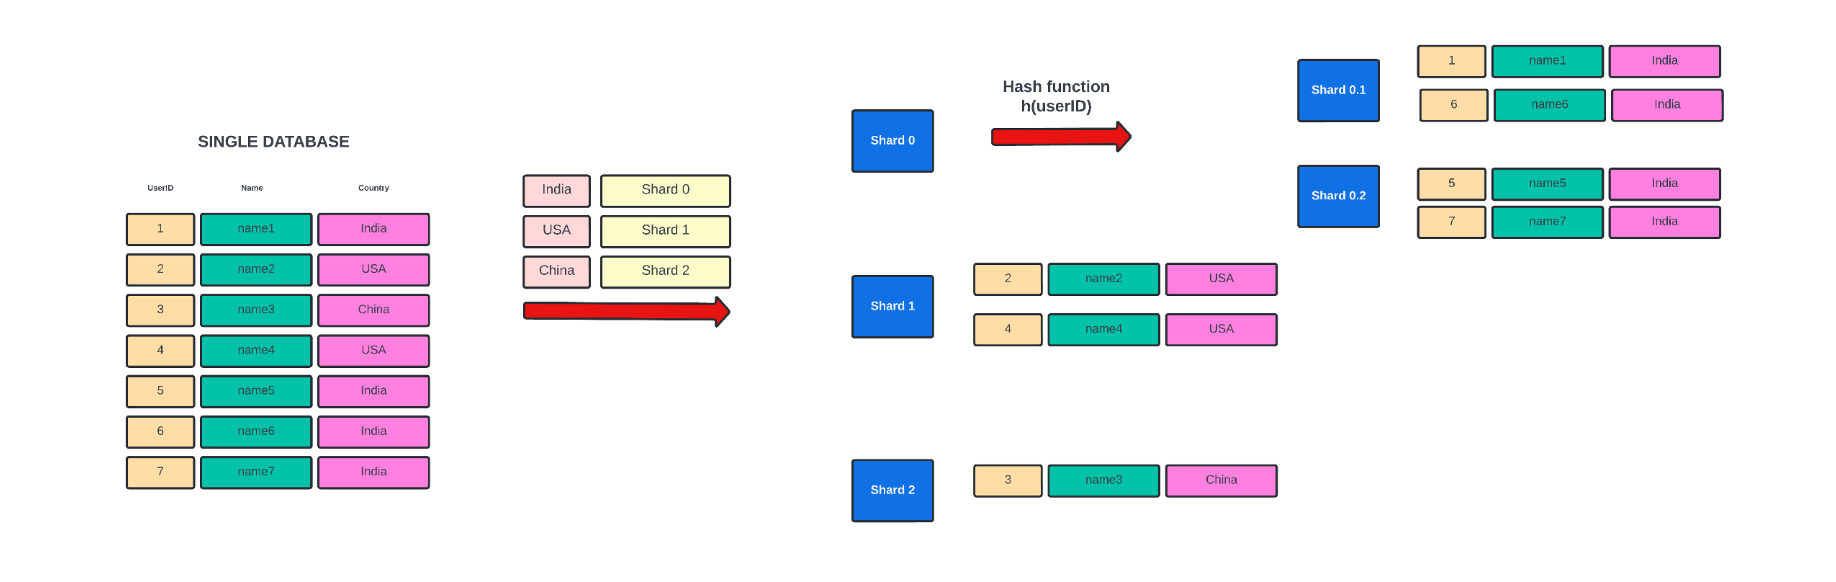 SINGLE DATABASE
UserID Name Country
1 name1 India
2 name2 USA
3 name3 China
4 name4 USA
5 name5 India
6 name6 India
7 name7 India
India Shard 0
USA Shard 1
China Shard 2
Shard 0
Hash function
h(userID)
Shard 0.1
1 name1 India
6 name6 India
Shard 0.2
5 name5 India
7 name7 India
Shard 1
2 name2 USA
4 name4 USA
Shard 2
3 name3 China